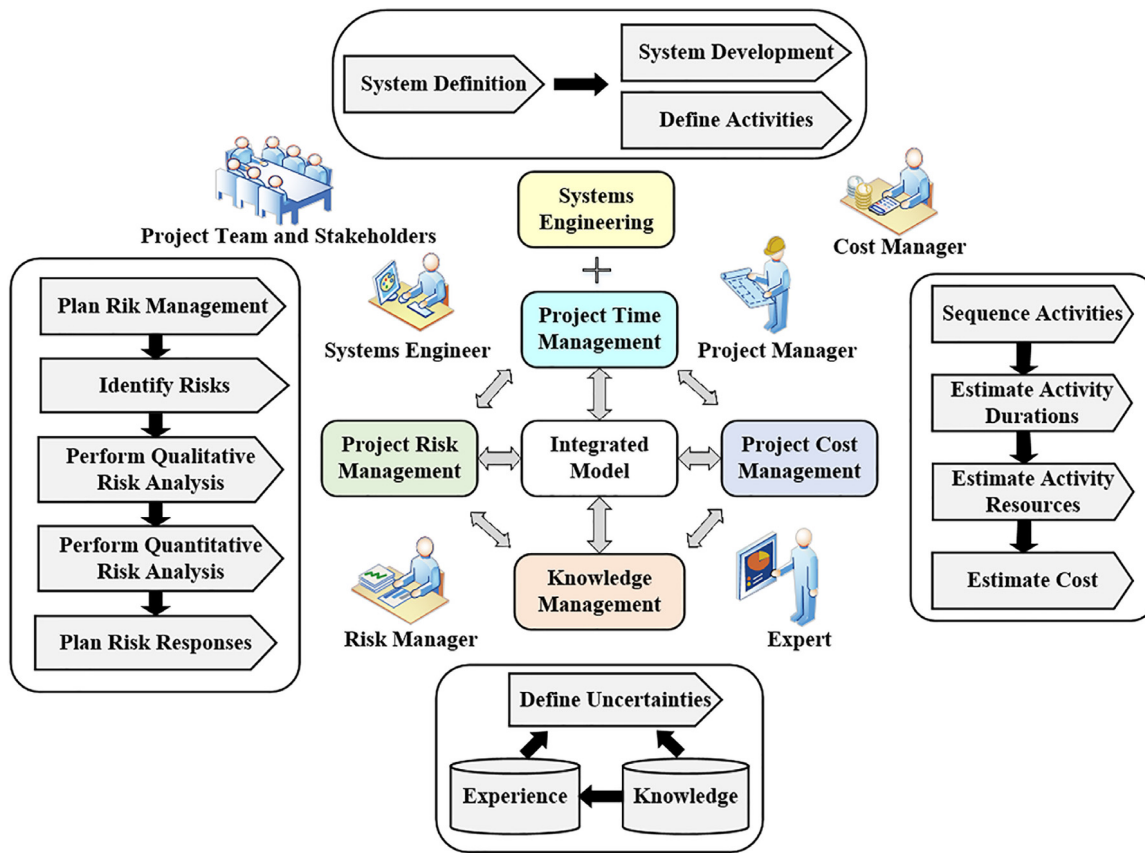 System Definition
System Development
Define Activities
Project Team and Stakeholders
Systems
Engineering
Cost Manager
Systems Engineer
Project Time
Management
Project Manager
Plan Rik Management
Identify Risks
Perform Qualitative
Risk Analysis
Perform Quantitative
Risk Analysis
Plan Risk Responses
Project Risk
Management
Integrated
Model
Project Cost
Management
Sequence Activities
Estimate Activity
Durations
Estimate Activity
Resources
Estimate Cost
Risk Manager
Knowledge
Management
Expert
Define Uncertainties
Experience
Knowledge